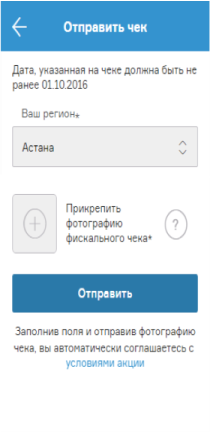 Отправить чек
Дата, указанная на чеке должна быть не
ранее 01.10.2016
Ваш регион*
Астана
Прикрепить
фотографию
фискального чека*
?
Отправить
Заполнив поля и отправив фотографию
чека, вы автоматически соглашаетесь с
условиями акции